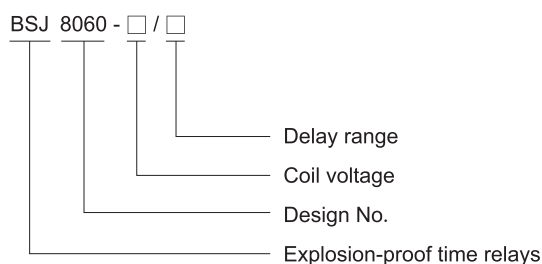 BSJ 8060 - □ / □
Delay range
Coil voltage
Design No.
Explosion-proof time relays